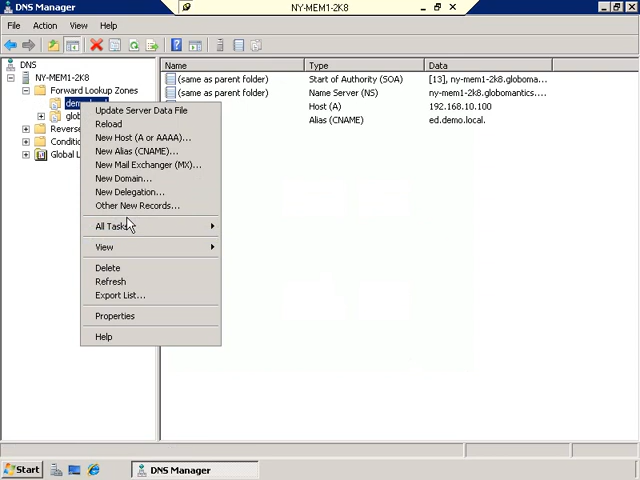 DNS Manager
NY-MEM1-2K8
File Action View Help
DNS
NY-MEM1-2K8
Forward Lookup Zones
Name Type Data
(same as parent folder) Start of Authority (SOA) [13], ny-mem1-2k8.globoma...
(same as parent folder) Name Server (NS) ny-mem1-2k8.globomantics....
Host (A) 192.168.10.100
Alias (CNAME) ed.demo.local.
Update Server Data File
Reload
New Host (A or AAAA)...
New Alias (CNAME)...
New Mail Exchanger (MX)...
New Domain...
New Delegation...
Other New Records...
All Tasks
View
Delete
Refresh
Export List...
Properties
Help
Reverse
Conditio
Global L
Start
DNS Manager